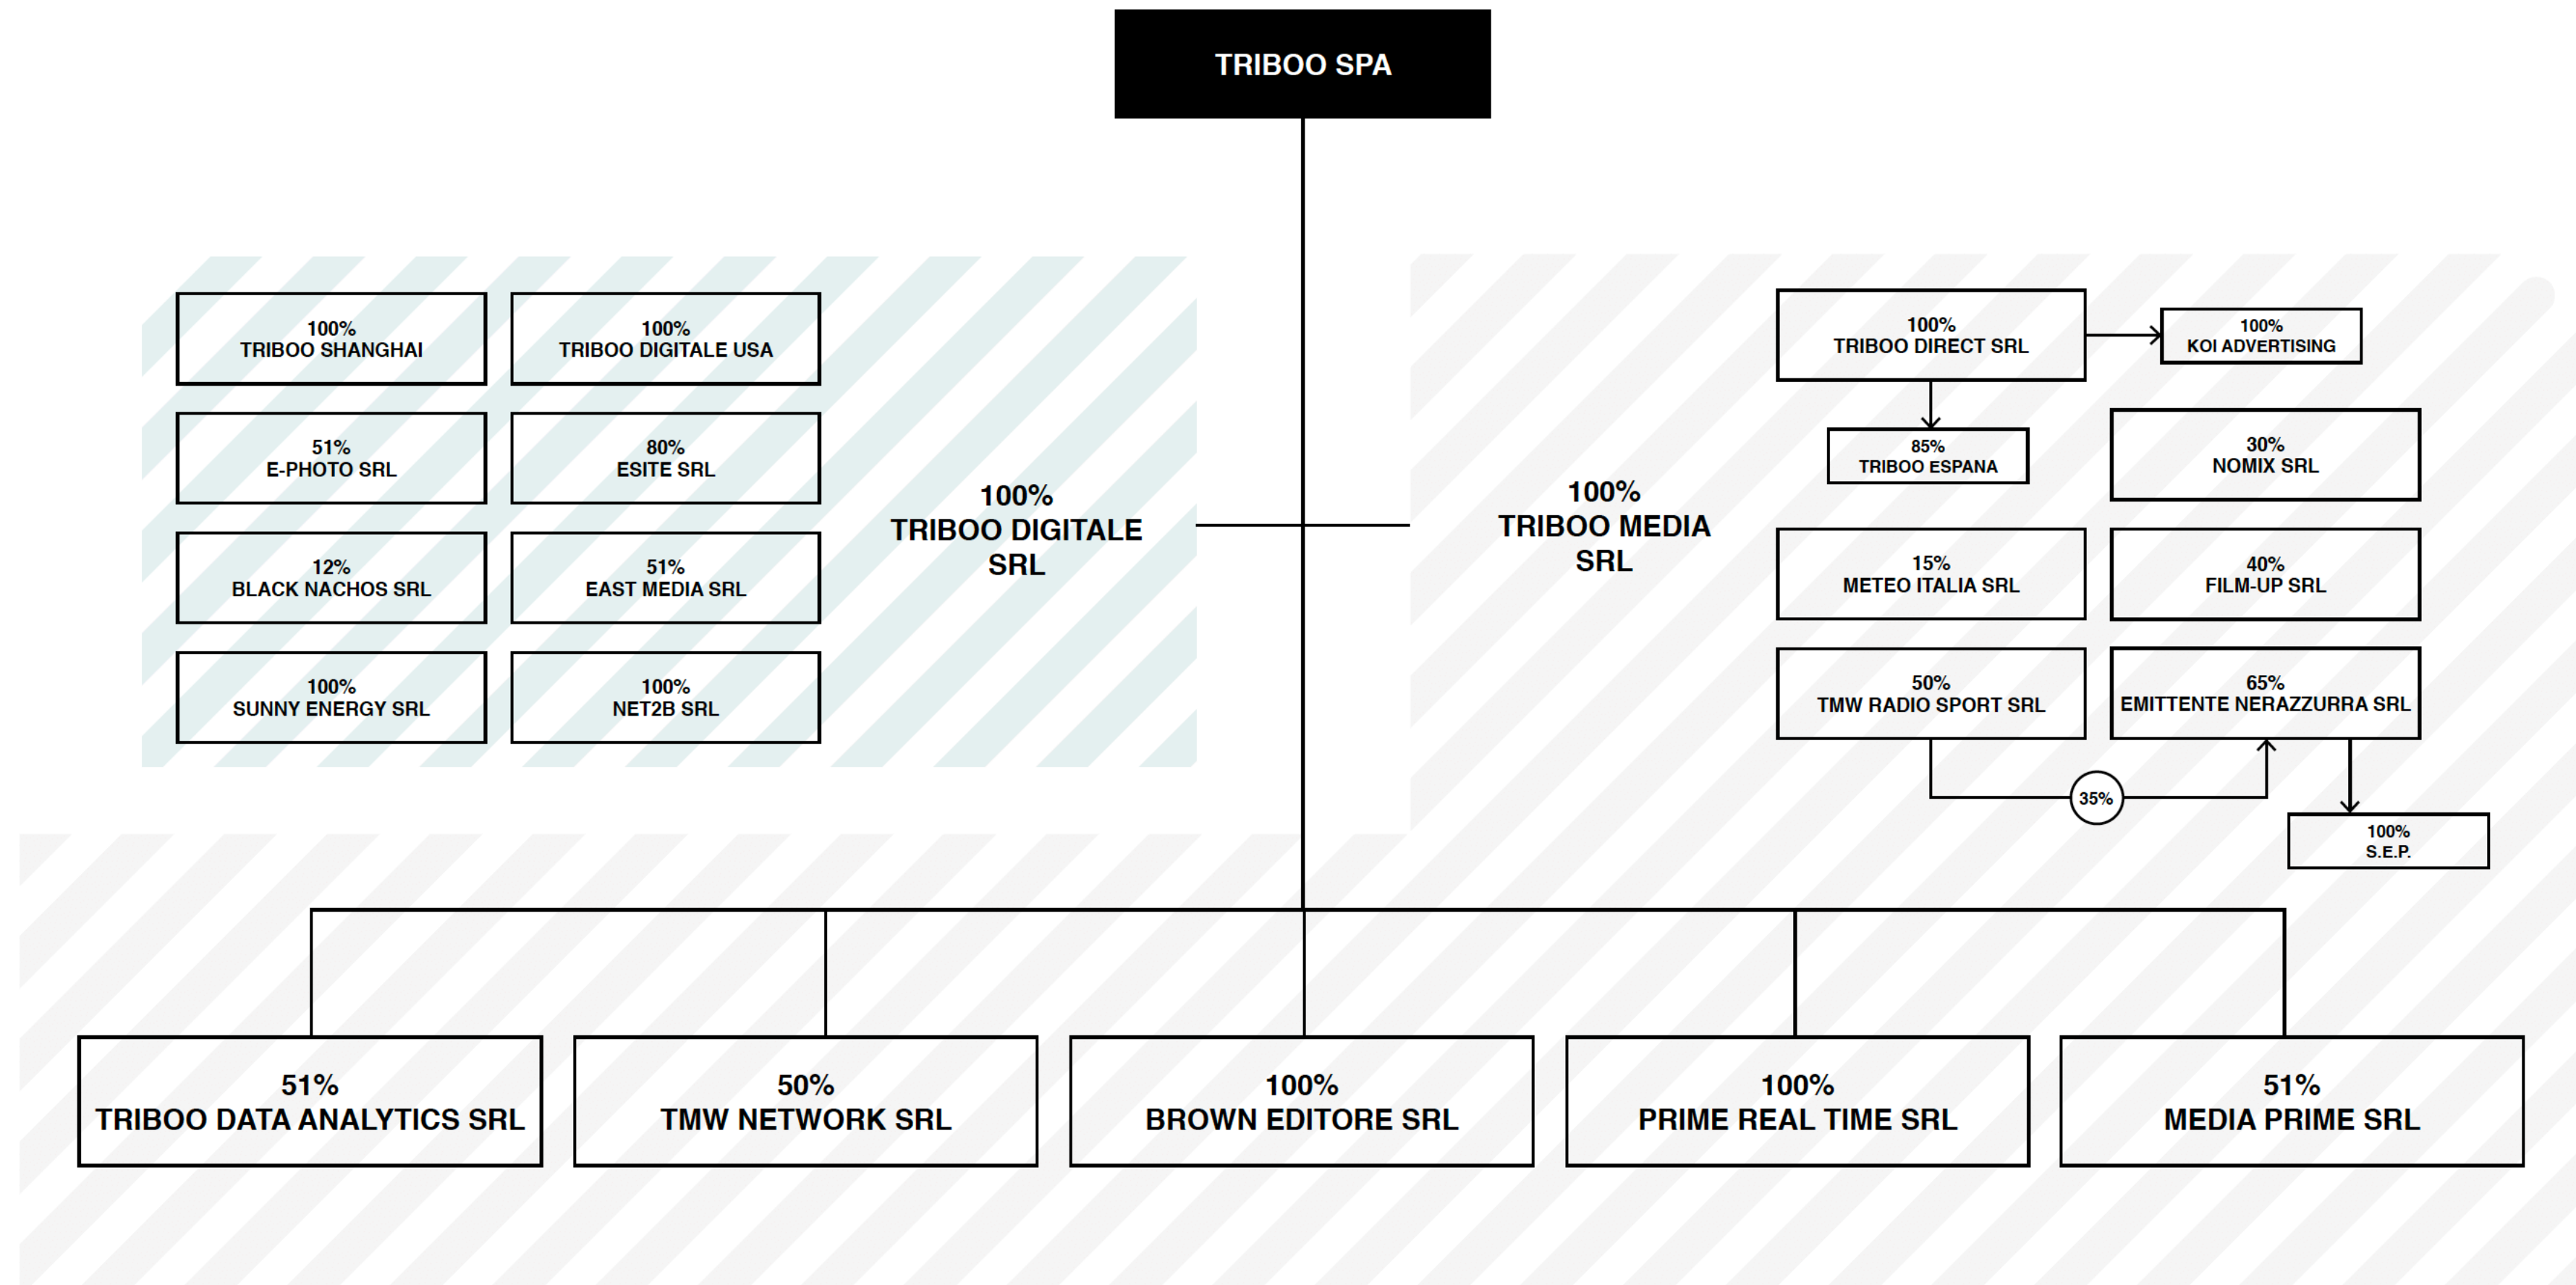 TRIBOO SPA
100%
TRIBOO SHANGHAI
100%
TRIBOO DIGITALE USA
51%
E-PHOTO SRL
80%
ESITE SRL
12%
BLACK NACHOS SRL
51%
EAST MEDIA SRL
100%
SUNNY ENERGY SRL
100%
NET2B SRL
100%
TRIBOO DIGITALE
SRL
100%
TRIBOO MEDIA
SRL
100%
TRIBOO DIRECT SRL
100%
KOI ADVERTISING
85%
TRIBOO ESPANA
30%
NOMIX SRL
15%
METEO ITALIA SRL
40%
FILM-UP SRL
50%
TMW RADIO SPORT SRL
65%
EMITTENTE NERAZZURRA SRL
35%
100%
S.E.P.
51%
TRIBOO DATA ANALYTICS SRL
50%
TMW NETWORK SRL
100%
BROWN EDITORE SRL
100%
PRIME REAL TIME SRL
51%
MEDIA PRIME SRL